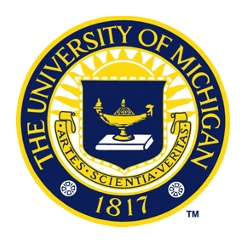 THE UNIVERSITY OF MICHIGAN
ARTES·SCIENTIA·VERITAS
1817
TM